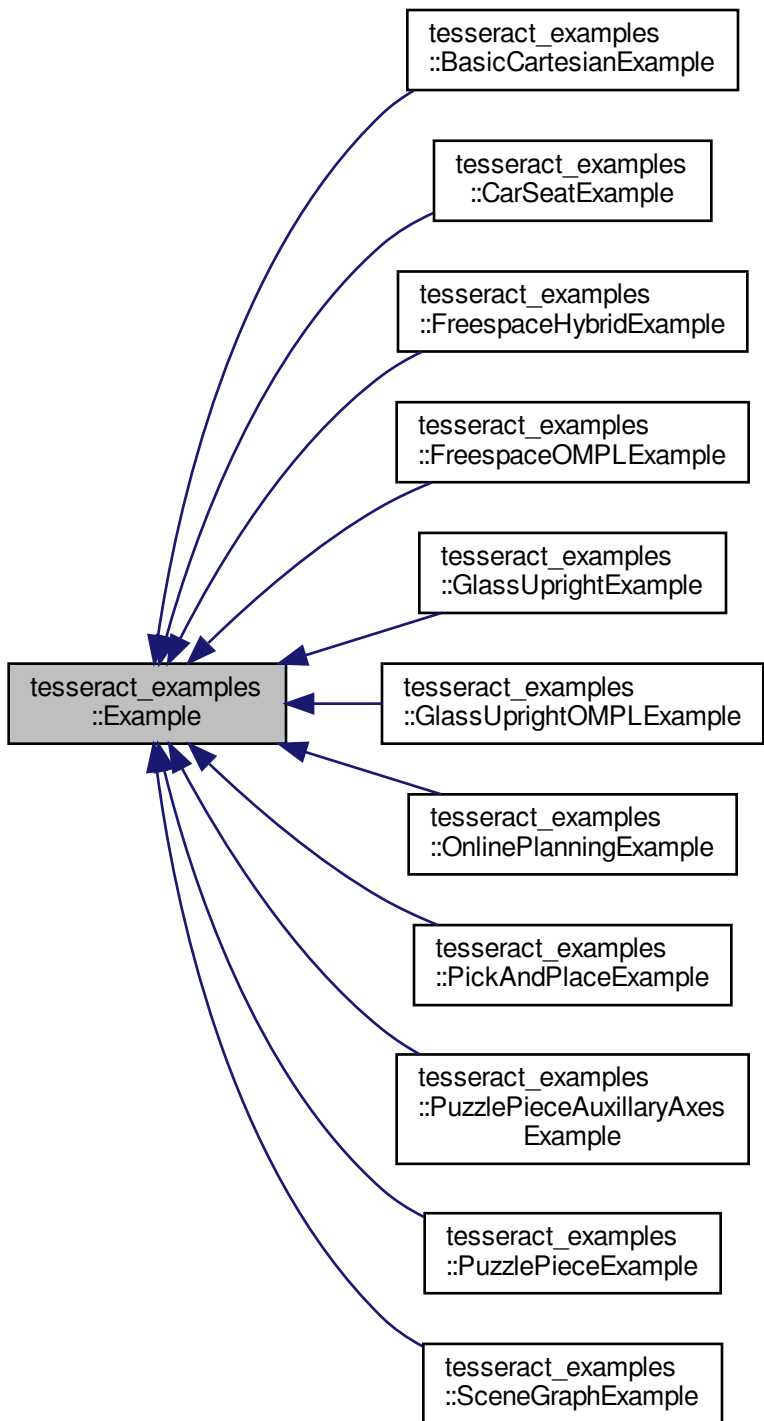 tesseract_examples
::BasicCartesianExample
tesseract_examples
::CarSeatExample
tesseract_examples
::FreespaceHybridExample
tesseract_examples
::FreespaceOMPLExample
tesseract_examples
::GlassUprightExample
tesseract_examples
::Example
tesseract_examples
::GlassUprightOMPLExample
tesseract_examples
::OnlinePlanningExample
tesseract_examples
::PickAndPlaceExample
tesseract_examples
::PuzzlePieceAuxillaryAxes
Example
tesseract_examples
::PuzzlePieceExample
tesseract_examples
::SceneGraphExample